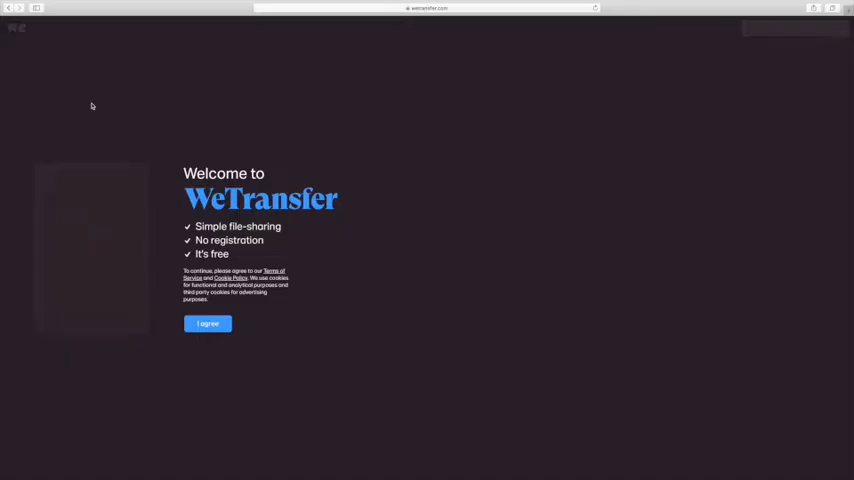 wetransfer.com
we
Welcome to
WeTransfer
✓ Simple file-sharing
✓ No registration
✓ It's free
To continue, please agree to our Terms of
Service and Cookie Policy. We use cookies
for functional and analytical purposes and
third party cookies for advertising
purposes.
I agree